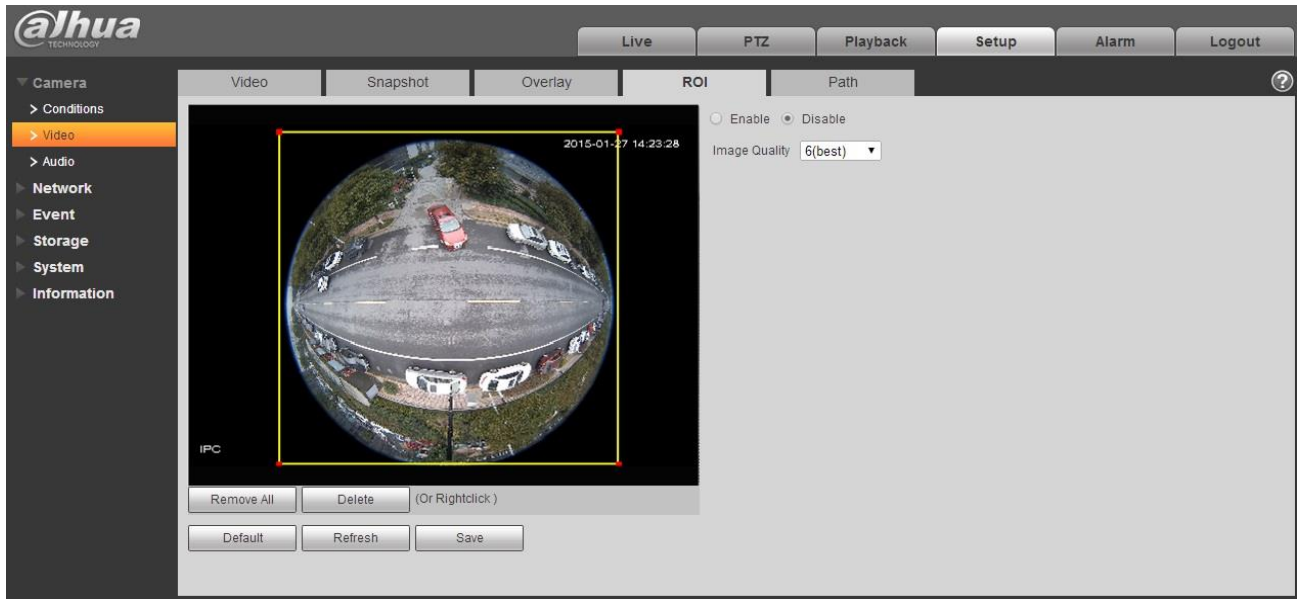 alhua
TECHNOLOGY
Live PTZ Playback Setup Alarm Logout
Camera
Conditions
Video
Audio
Network
Event
Storage
System
Information
Video Snapshot Overlay ROI Path
?
2015-01-27 14:23:28
IPC
Enable Disable
Image Quality 6(best)
Remove All Delete (Or Rightclick )
Default Refresh Save